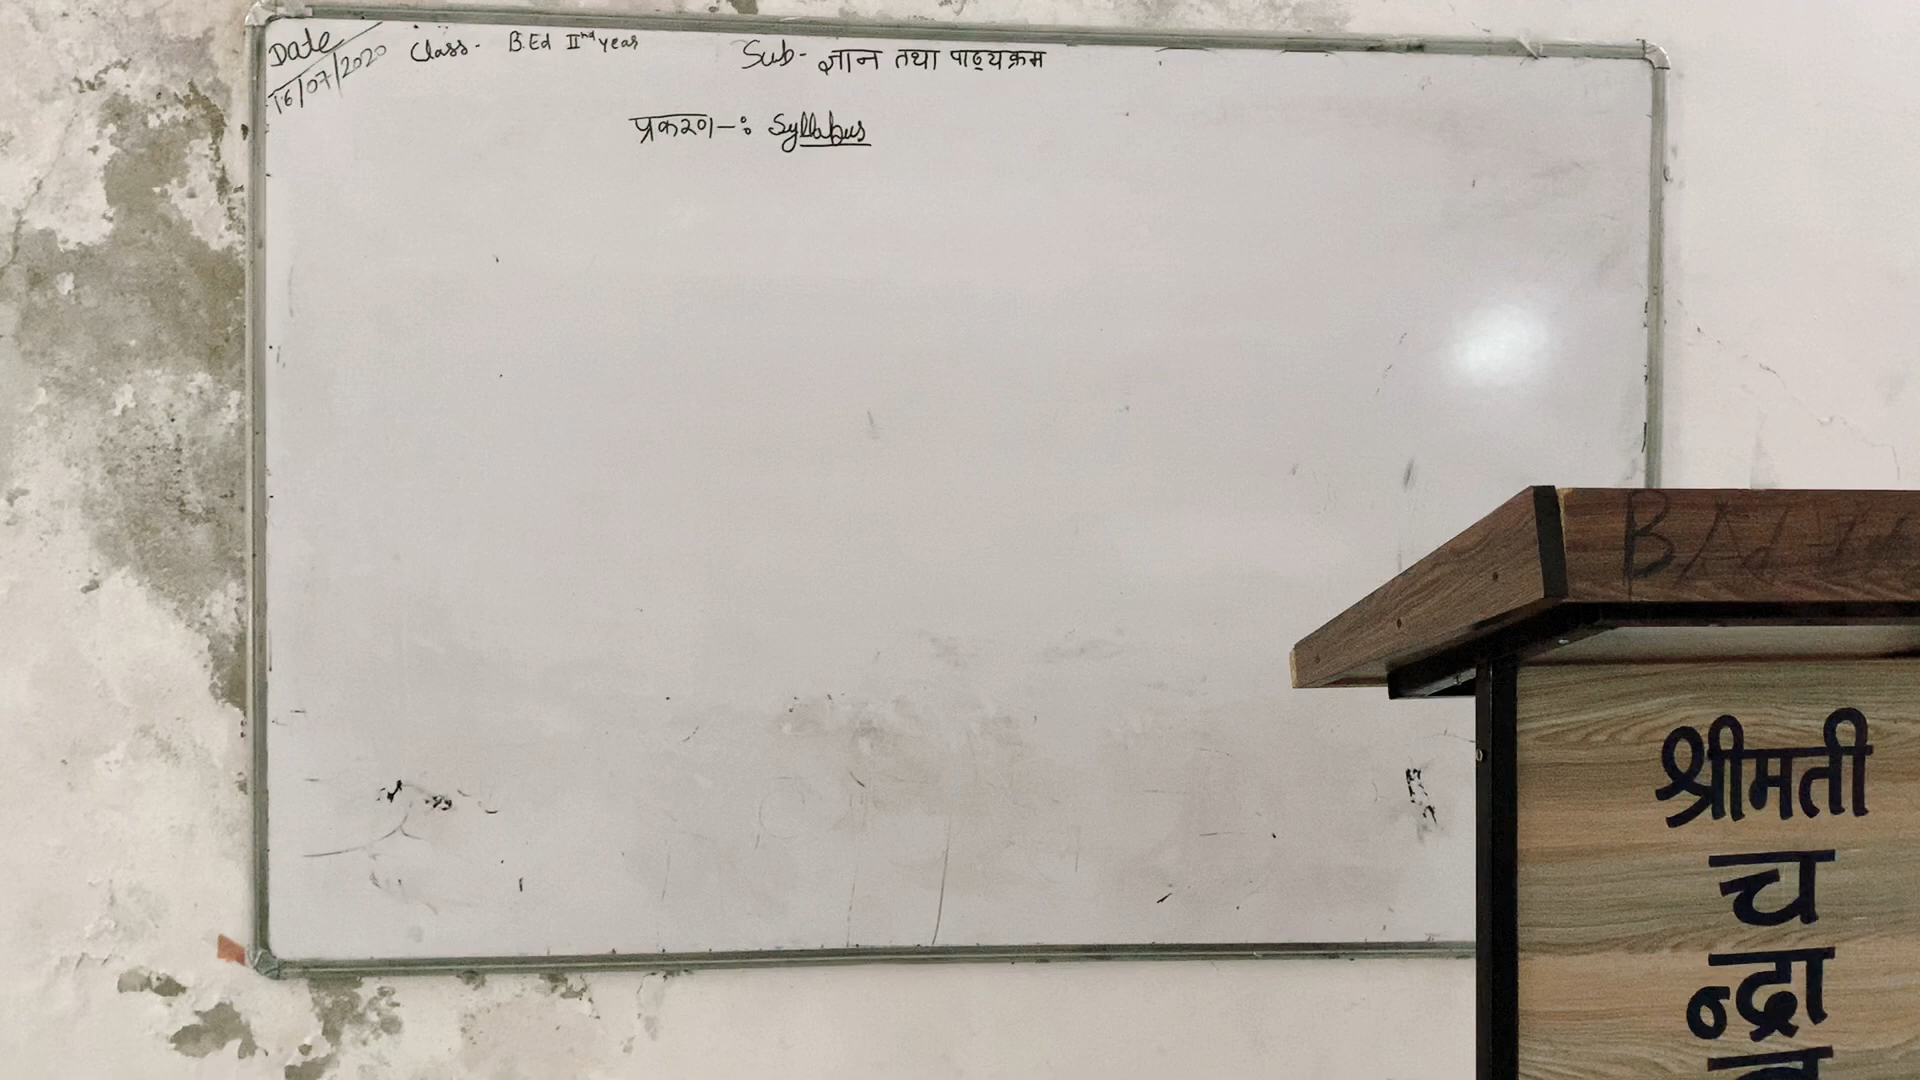 Date
16/07/2020
Class- B.Ed IInd year
Sub- ज्ञान तथा पाठ्यक्रम
प्रकरण-: Syllabus
श्रीमती
च
न्द्रा